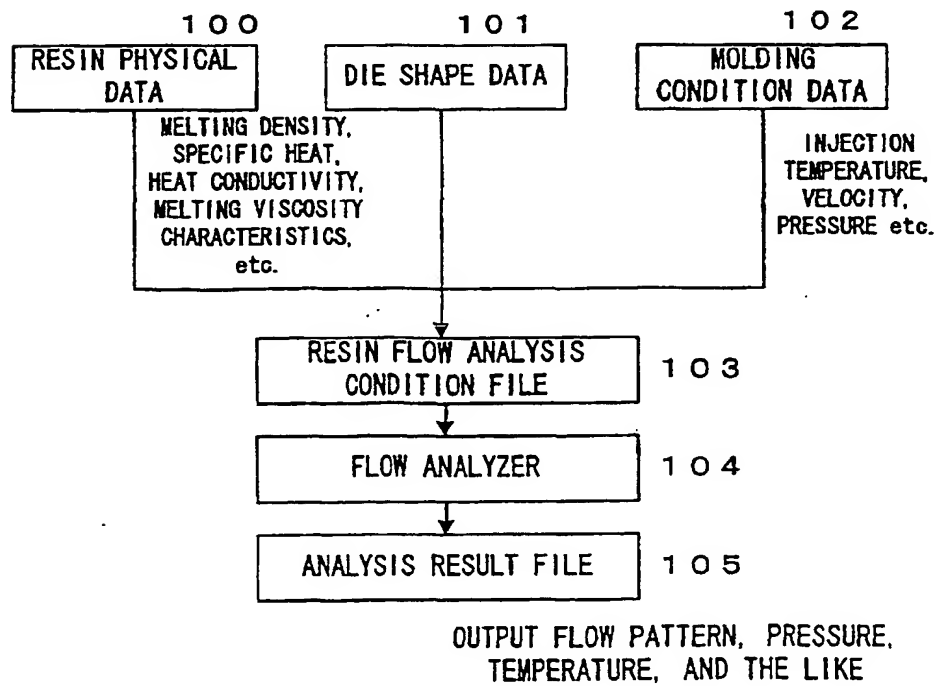 100
101
102
RESIN PHYSICAL
DATA
DIE SHAPE DATA
MOLDING
CONDITION DATA
MELTING DENSITY,
SPECIFIC HEAT,
HEAT CONDUCTIVITY,
MELTING VISCOSITY
CHARACTERISTICS,
etc.
INJECTION
TEMPERATURE,
VELOCITY,
PRESSURE etc.
RESIN FLOW ANALYSIS
CONDITION FILE
103
FLOW ANALYZER
104
ANALYSIS RESULT FILE
105
OUTPUT FLOW PATTERN, PRESSURE,
TEMPERATURE, AND THE LIKE